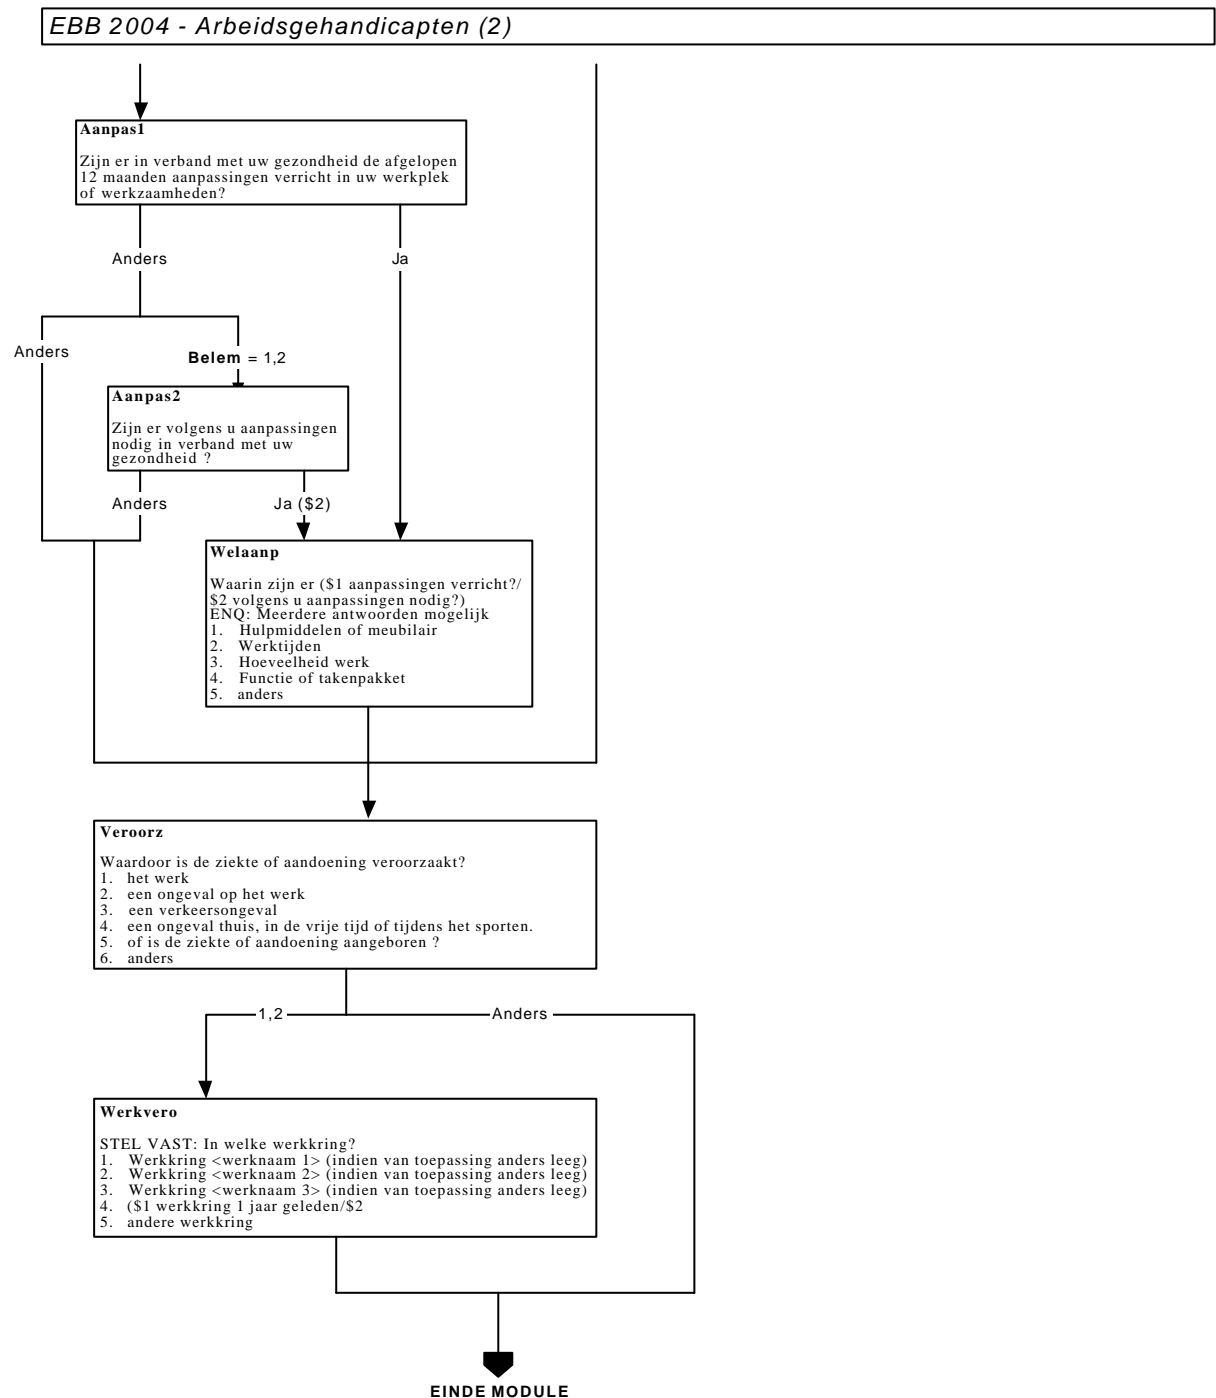 EBB 2004 - Arbeidsgehandicapten (2)
Aanpas1
Zijn er in verband met uw gezondheid de afgelopen
12 maanden aanpassingen verricht in uw werkplek
of werkzaamheden?
Anders
Ja
Anders
Belem = 1,2
Aanpas2
Zijn er volgens u aanpassingen
nodig in verband met uw
gezondheid ?
Anders
Ja ($2)
Welaanp
Waarin zijn er ($1 aanpassingen verricht?/
$2 volgens u aanpassingen nodig?)
ENQ: Meerdere antwoorden mogelijk
1. Hulpmiddelen of meubilair
2. Werktijden
3. Hoeveelheid werk
4. Functie of takenpakket
5. anders
Veroorz
Waardoor is de ziekte of aandoening veroorzaakt?
1. het werk
2. een ongeval op het werk
3. een verkeersongeval
4. een ongeval thuis, in de vrije tijd of tijdens het sporten.
5. of is de ziekte of aandoening aangeboren ?
6. anders
1,2
Anders
Werkvero
STEL VAST: In welke werkkring?
1. Werkkring <werknaam 1> (indien van toepassing anders leeg)
2. Werkkring <werknaam 2> (indien van toepassing anders leeg)
3. Werkkring <werknaam 3> (indien van toepassing anders leeg)
4. ($1 werkkring 1 jaar geleden/$2
5. andere werkkring
EINDE MODULE